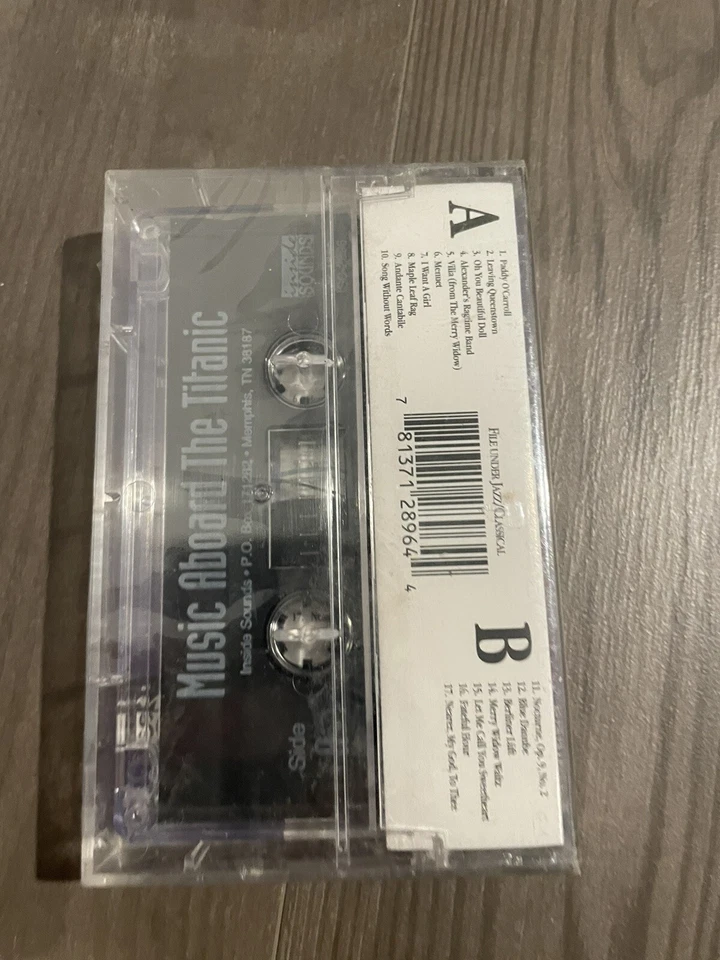 A
1. Paddy O'Carroll
2. Leaving Queenstown
3. Oh You Beautiful Doll
4. Alexander's Ragtime Band
5. Vilia (from The Merry Widow)
6. Menuet
7. I Want A Girl
8. Maple Leaf Rag
9. Andante Cantabile
10. Song Without Words
FILE UNDER JAZZ/CLASSICAL
7 81371 28964 4
B
11. Nocturne, Op. 9, No. 2
12. Blue Danube
13. Berliner Luft
14. Merry Widow Waltz
15. Let Me Call You Sweetheart
16. Fateful Hour
17. Nearer, My God, To Thee
SOUNDS
Music Aboard The Titanic
Inside Sounds • P.O. Box 171282 • Memphis, TN 38187
Side